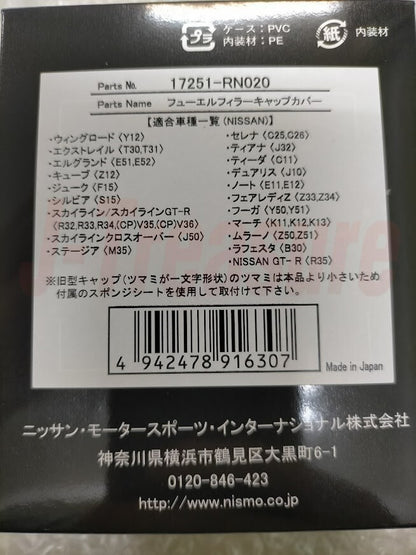 プラ
ケース：PVC
内装材：PE
紙
内装材
Parts No. 17251-RN020
Parts Name フューエルフィラーキャップカバー
【適合車種一覧(NISSAN)】
・ウィングロード〈Y12〉
・エクストレイル〈T30,T31〉
・エルグランド〈E51,E52〉
・キューブ〈Z12〉
・ジューク〈F15〉
・シルビア〈S15〉
・スカイライン/スカイラインGT-R
〈R32,R33,R34,(CP)V35,(CP)V36〉
・スカイラインクロスオーバー〈J50〉
・ステージア〈M35〉
・セレナ〈C25,C26〉
・ティアナ〈J32〉
・ティーダ〈C11〉
・デュアリス〈J10〉
・ノート〈E11,E12〉
・フェアレディZ〈Z33,Z34〉
・フーガ〈Y50,Y51〉
・マーチ〈K11,K12,K13〉
・ムラーノ〈Z50,Z51〉
・ラフェスタ〈B30〉
・NISSAN GT-R〈R35〉
※旧型キャップ(ツマミが一文字形状)のツマミは本品より小さいため
付属のスポンジシートを使用して取付けて下さい。
4 942478 916307
Made in Japan
ニッサン・モータースポーツ・インターナショナル株式会社
神奈川県横浜市鶴見区大黒町6-1
0120-846-423
http://www.nismo.co.jp